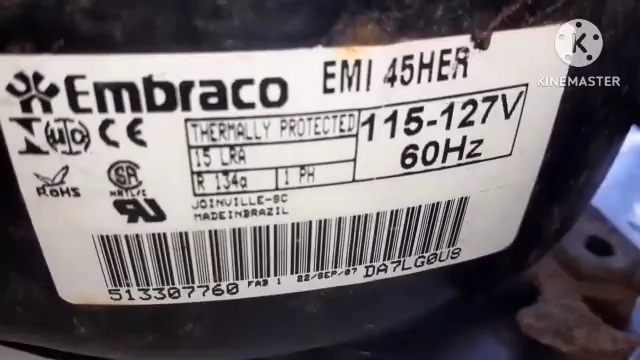 Embraco EMI 45HER
THERMALLY PROTECTED
15 LRA
R 134a 1 PH
115-127V
60Hz
RoHS
JOINVILLE-SC
MADEINBRAZIL
513307760 FAB 1 22/SEP/07 DA7LG0U8
K
KINEMASTER